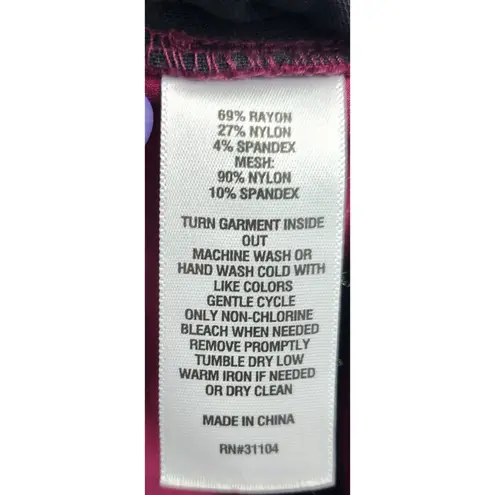 69% RAYON
27% NYLON
4% SPANDEX
MESH:
90% NYLON
10% SPANDEX
TURN GARMENT INSIDE
OUT
MACHINE WASH OR
HAND WASH COLD WITH
LIKE COLORS
GENTLE CYCLE
ONLY NON-CHLORINE
BLEACH WHEN NEEDED
REMOVE PROMPTLY
TUMBLE DRY LOW
WARM IRON IF NEEDED
OR DRY CLEAN
MADE IN CHINA
RN#31104